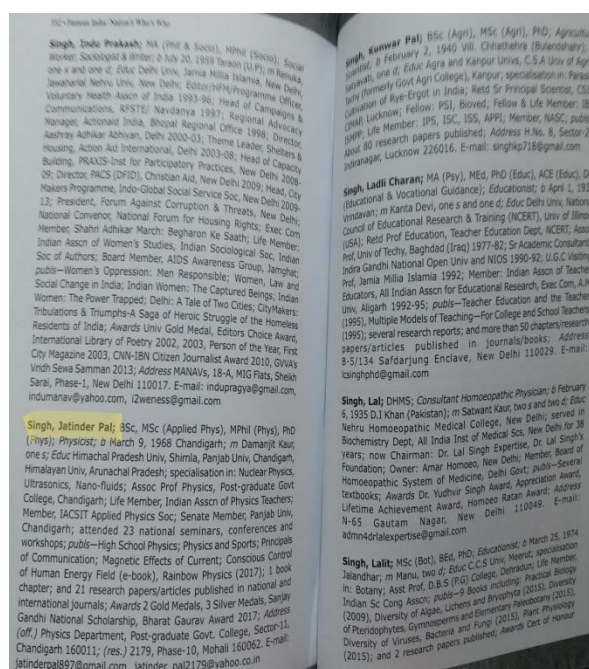 352 • Famous India: Nation's Who's Who
Singh, Indu Prakash; MA (Phil & Socio), MPhil (Socio); Social
Worker, Sociologist & Writer; b July 20, 1959 Taraon (U.P); m Renuka,
one s and one d; Educ Delhi Univ, Jamia Millia Islamia, New Delhi,
Jawaharlal Nehru Univ, New Delhi; Editor/HFM/Programme Officer,
Voluntary Health Asscn of India 1993-96; Head of Campaigns &
Communications, RFSTE/ Navdanya 1997; Regional Advocacy
Manager, Actionaid India, Bhopal Regional Office 1998; Director,
Aashray Adhikar Abhiyan, Delhi 2000-03; Theme Leader, Shelters &
Housing, Action Aid International, Delhi 2003-08; Head of Capacity
Building, PRAXIS-Inst for Participatory Practices, New Delhi 2008-
09; Director, PACS (DFID), Christian Aid, New Delhi 2009; Head, City
Makers Programme, Indo-Global Social Service Soc, New Delhi 2009-
13; President, Forum Against Corruption & Threats, New Delhi;
National Convenor, National Forum for Housing Rights; Exec Com
Member, Shahri Adhikar March: Begharon Ke Saath; Life Member:
Indian Asscn of Women's Studies, Indian Sociological Soc, Indian
Soc of Authors; Board Member, AIDS Awareness Group, Jamghat;
pubis—Women's Oppression: Men Responsible; Women, Law and
Social Change in India; Indian Women: The Captured Beings; Indian
Women: The Power Trapped; Delhi: A Tale of Two Cities; CityMakers:
Tribulations & Triumphs-A Saga of Heroic Struggle of the Homeless
Residents of India; Awards Univ Gold Medal, Editors Choice Award,
International Library of Poetry 2002, 2003, Person of the Year, First
City Magazine 2003, CNN-IBN Citizen Journalist Award 2010, GVVA's
Vridh Sewa Samman 2013; Address MANAVs, 18-A, MIG Flats, Sheikh
Sarai, Phase-1, New Delhi 110017. E-mail: indupragya@gmail.com,
indumanav@yahoo.com, i2weness@gmail.com
Singh, Jatinder Pal; BSc, MSc (Applied Phys), MPhil (Phys), PhD
(Phys); Physicist; b March 9, 1968 Chandigarh; m Damanjit Kaur,
one s; Educ Himachal Pradesh Univ, Shimla, Panjab Univ, Chandigarh,
Himalayan Univ, Arunachal Pradesh; specialisation in: Nuclear Physics,
Ultrasonics, Nano-fluids; Assoc Prof Physics, Post-graduate Govt
College, Chandigarh; Life Member, Indian Asscn of Physics Teachers;
Member, IACSIT Applied Physics Soc; Senate Member, Panjab Univ,
Chandigarh; attended 23 national seminars, conferences and
workshops; pubis—High School Physics; Physics and Sports; Principals
of Communication; Magnetic Effects of Current; Conscious Control
of Human Energy Field (e-book), Rainbow Physics (2017); 1 book
chapter; and 21 research papers/articles published in national and
international journals; Awards 2 Gold Medals, 3 Silver Medals, Sanjay
Gandhi National Scholarship, Bharat Gaurav Award 2017; Address
(off.) Physics Department, Post-graduate Govt. College, Sector-11,
Chandigarh 160011; (res.) 2179, Phase-10, Mohali 160062. E-mail:
jatinderpal897@gmail.com, jatinder_pal2179@yahoo.co.in
Singh, Kunwar Pal; BSc (Agri), MSc (Agri), PhD; Agricultu
Scientist; b February 2, 1940 Vill. Chhathehra (Bulandshahr);
one d; Educ Agra and Kanpur Univs, C.S.A Univ of Agri
Techy (formerly Govt Agn College), Kanpur; specialisation in: Paras
Cultivation of Rye-Ergot in India; Retd Sr Principal Scientist, CSI
CIMAP, Lucknow; Fellow: PSI, Bioved; Fellow & Life Member: IB
ISMPP; Life Member: IPS, ISC, ISS, APPI; Member, NASC; pubis
About 80 research papers published; Address H.No. 8, Sector-2
Indiranagar, Lucknow 226016. E-mail: singhkp718@gmail.com
Singh, Ladli Charan; MA (Psy), MEd, PhD (Educ), ACE (Educ), D
(Educational & Vocational Guidance); Educationist; b April 1, 193
Vrindavan; m Kanta Devi, one s and one d; Educ Delhi Univ, Nation
Council of Educational Research & Training (NCERT), Univ of Illino
(USA); Retd Prof Education, Teacher Education Dept, NCERT; Asso
Prof, Univ of Techy, Baghdad (Iraq) 1977-82; Sr Academic Consultant
Indira Gandhi National Open Univ and NIOS 1990-92; U.G.C Visitin
Prof, Jamia Millia Islamia 1992; Member: Indian Asscn of Teache
Educators, All Indian Asscn for Educational Research, Exec Com, A.M
Univ, Aligarh 1992-95; pubis—Teacher Education and the Teache
(1995), Multiple Models of Teaching—For College and School Teachers
(1995); several research reports; and more than 50 chapters/research
papers/articles published in journals/books; Address
B-5/134 Safdarjung Enclave, New Delhi 110029. E-mail:
lcsinghphd@gmail.com
Singh, Lal; DHMS; Consultant Homoeopathic Physician; b February
6, 1935 D.I Khan (Pakistan); m Satwant Kaur, two s and two d; Educ
Nehru Homoeopathic Medical College, New Delhi; served in
Biochemistry Dept, All India Inst of Medical Scs, New Delhi for 38
years; now Chairman: Dr. Lal Singh Expertise, Dr. Lal Singh's
Foundation; Owner: Amar Homoeo, New Delhi; Member, Board of
Homoeopathic System of Medicine, Delhi Govt; pubis—Several
textbooks; Awards Dr. Yudhvir Singh Award, Appreciation Award,
Lifetime Achievement Award, Homoeo Ratan Award; Address
N-65 Gautam Nagar, New Delhi 110049. E-mail:
admn4drialexpertise@gmail.com
Singh, Lalit; MSc (Bot), BEd, PhD; Educationist; b March 25, 1974
Jalandhar; m Manu, two d; Educ C.C.S Univ, Meerut; specialisation
in: Botany; Asst Prof, D.B.S (P.G) College, Dehradun; Life Member,
Indian Sc Cong Asscn; pubis—9 Books including: Practical Biology
(2009), Diversity of Algae, Lichens and Bryophyta (2015), Diversity
of Pteridophytes, Gymnosperms and Elementary Paleobotany (2015),
Diversity of Viruses, Bacteria and Fungi (2015), Plant Physiology
(2015); and 2 research papers published; Awards Cert of Honour